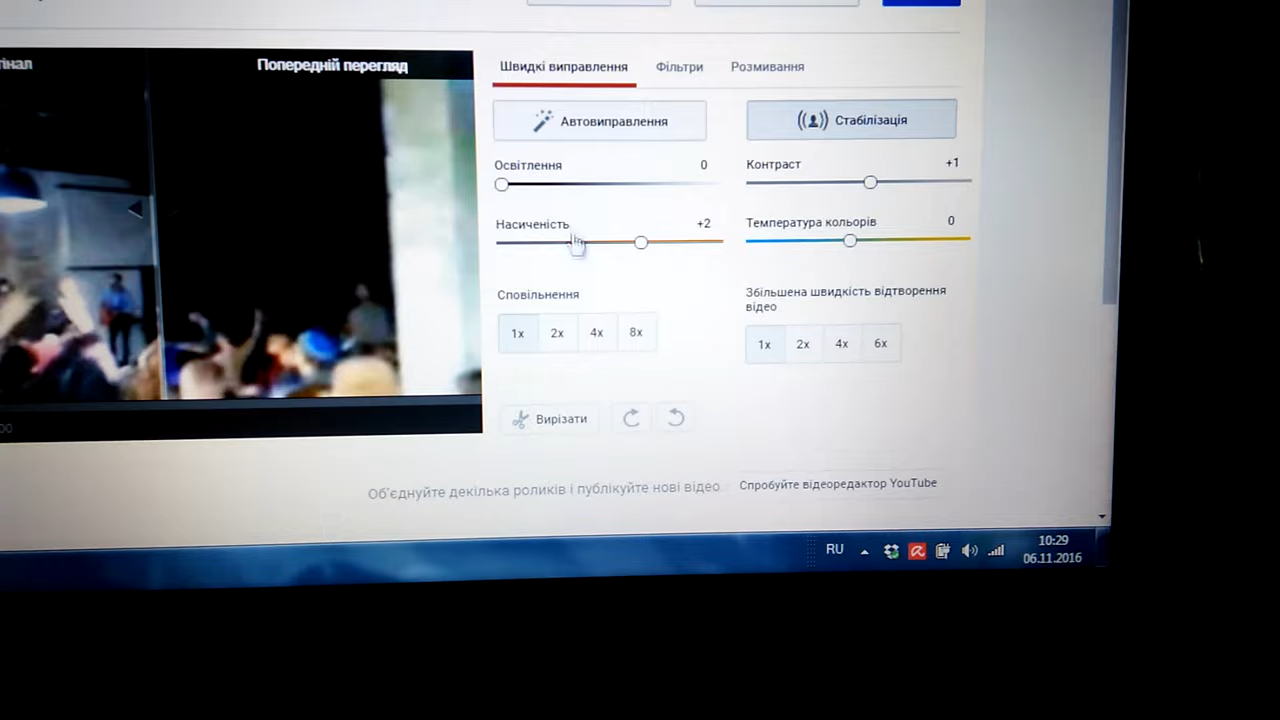 Попередній перегляд
Швидкі виправлення
Фільтри
Розмивання
Автовиправлення
Стабілізація
Освітлення
0
Контраст
+1
Насиченість
+2
Температура кольорів
0
Сповільнення
1x 2x 4x 8x
Збільшена швидкість відтворення
відео
1x 2x 4x 6x
Вирізати
Об'єднуйте декілька роликів і публікуйте нові відео.
Спробуйте відеоредактор YouTube
RU
10:29
06.11.2016